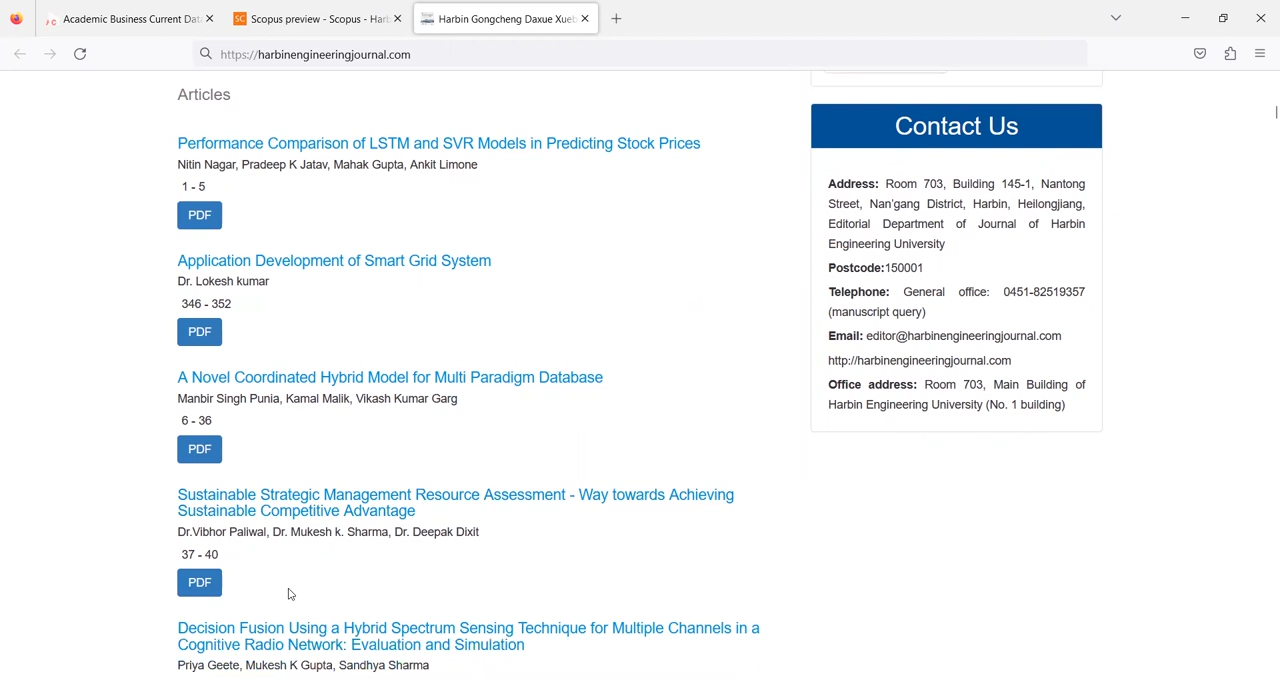 Academic Business Current Data
Scopus preview - Scopus - Harb
Harbin Gongcheng Daxue Xueb
https://harbinengineeringjournal.com
Articles
Performance Comparison of LSTM and SVR Models in Predicting Stock Prices
Nitin Nagar, Pradeep K Jatav, Mahak Gupta, Ankit Limone
1 - 5
PDF
Application Development of Smart Grid System
Dr. Lokesh kumar
346 - 352
PDF
A Novel Coordinated Hybrid Model for Multi Paradigm Database
Manbir Singh Punia, Kamal Malik, Vikash Kumar Garg
6 - 36
PDF
Sustainable Strategic Management Resource Assessment - Way towards Achieving
Sustainable Competitive Advantage
Dr.Vibhor Paliwal, Dr. Mukesh k. Sharma, Dr. Deepak Dixit
37 - 40
PDF
Decision Fusion Using a Hybrid Spectrum Sensing Technique for Multiple Channels in a
Cognitive Radio Network: Evaluation and Simulation
Priya Geete, Mukesh K Gupta, Sandhya Sharma
Contact Us
Address: Room 703, Building 145-1, Nantong
Street, Nan'gang District, Harbin, Heilongjiang,
Editorial Department of Journal of Harbin
Engineering University
Postcode:150001
Telephone: General office: 0451-82519357
(manuscript query)
Email: editor@harbinengineeringjournal.com
http://harbinengineeringjournal.com
Office address: Room 703, Main Building of
Harbin Engineering University (No. 1 building)